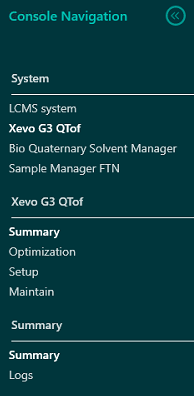 Console Navigation
System
LCMS system
Xevo G3 QTof
Bio Quaternary Solvent Manager
Sample Manager FTN
Xevo G3 QTof
Summary
Optimization
Setup
Maintain
Summary
Summary
Logs